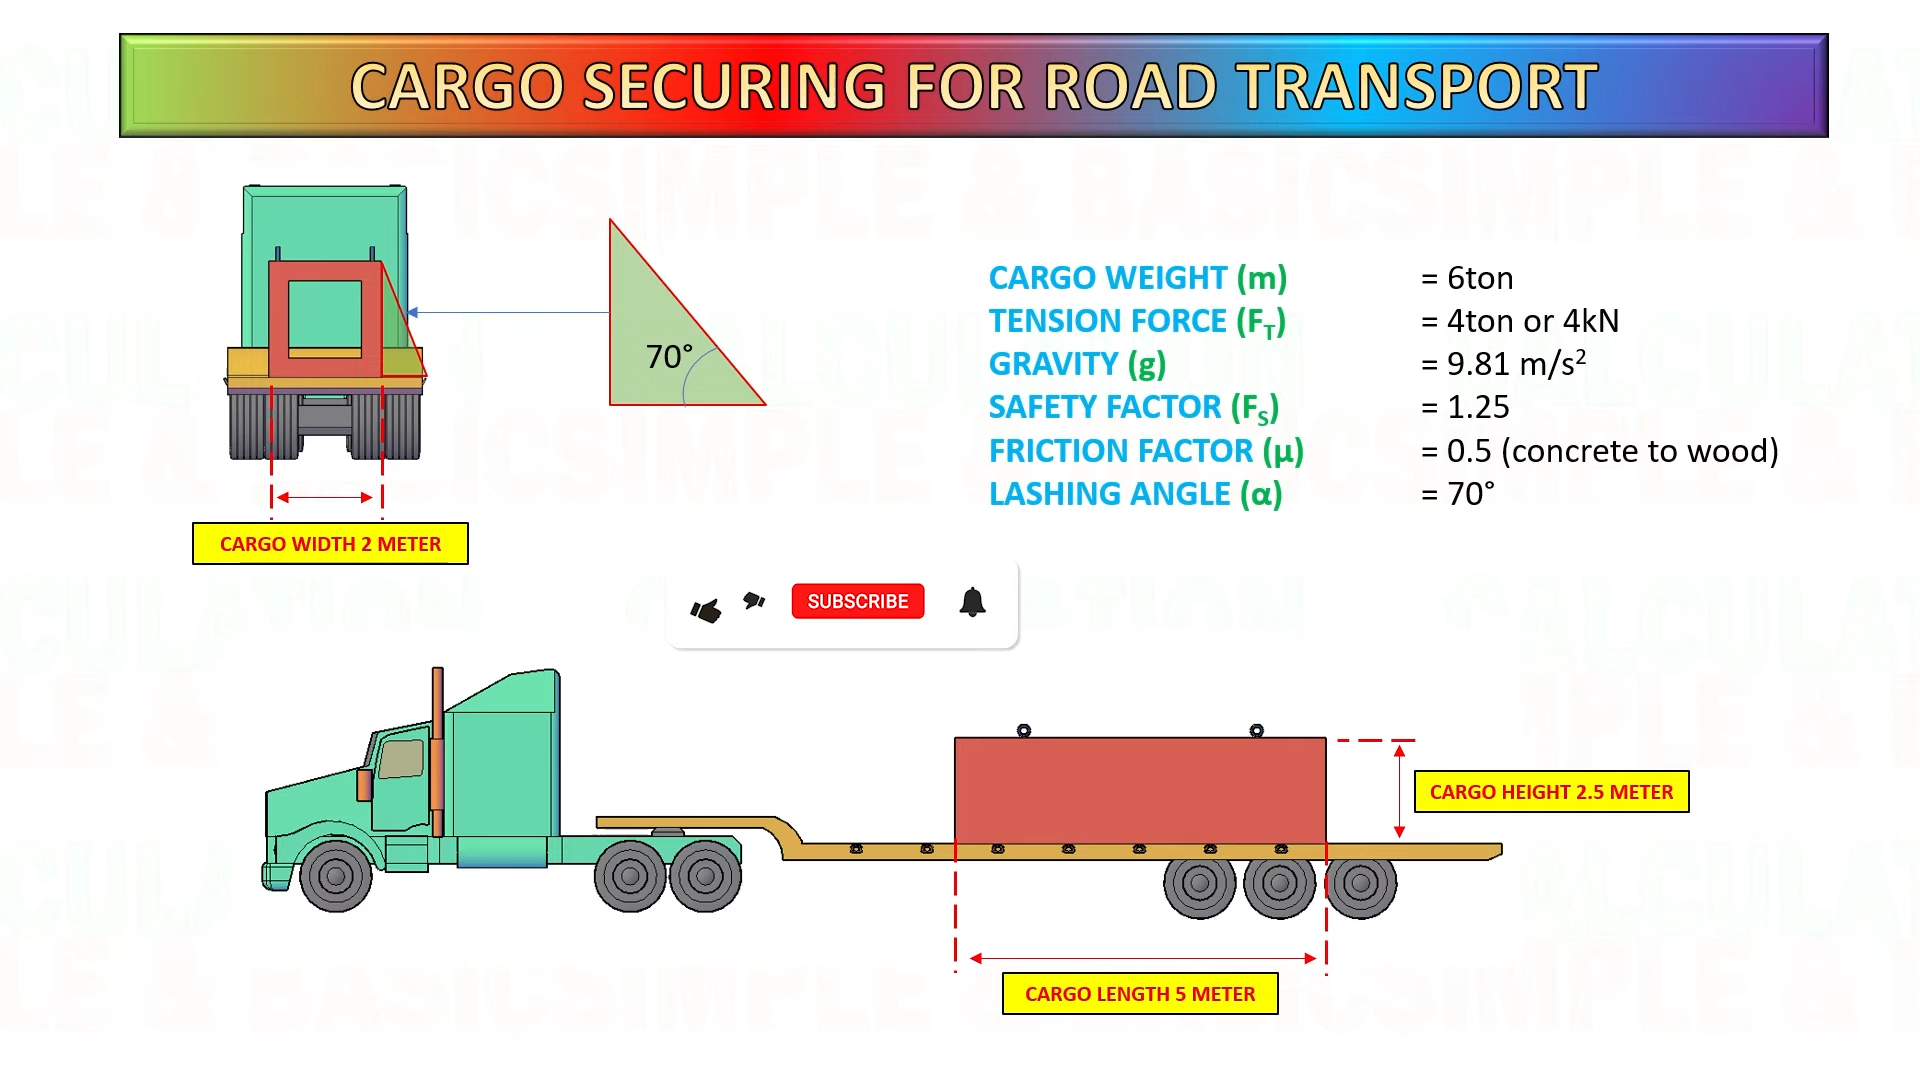 CARGO SECURING FOR ROAD TRANSPORT
70°
CARGO WIDTH 2 METER
CARGO WEIGHT (m) = 6ton
TENSION FORCE (FT) = 4ton or 4kN
GRAVITY (g) = 9.81 m/s²
SAFETY FACTOR (FS) = 1.25
FRICTION FACTOR (μ) = 0.5 (concrete to wood)
LASHING ANGLE (α) = 70°
SUBSCRIBE
CARGO HEIGHT 2.5 METER
CARGO LENGTH 5 METER